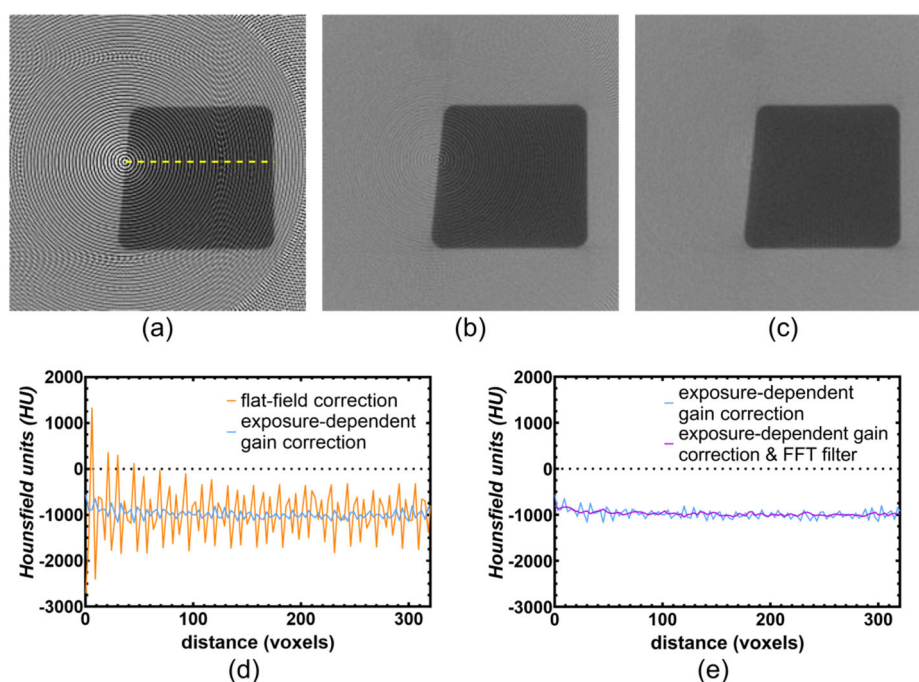 (a)
(b)
(c)
2000
1000
0
-1000
-2000
-3000
Hounsfield units (HU)
flat-field correction
exposure-dependent
gain correction
0
100
200
300
distance (voxels)
(d)
2000
1000
0
-1000
-2000
-3000
Hounsfield units (HU)
exposure-dependent
gain correction
exposure-dependent gain
correction & FFT filter
0
100
200
300
distance (voxels)
(e)